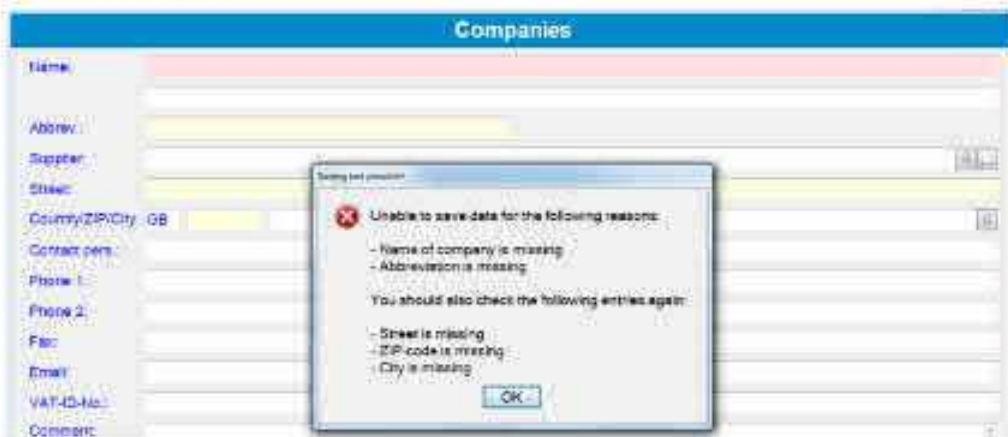 Companies
Name:
Abbrev.:
Supplier:
Street:
Country/ZIP/City GB
Contact pers.:
Phone 1:
Phone 2:
Fax:
Email:
VAT-ID-No.:
Comment:
Unable to save data for the following reasons:
- Name of company is missing
- Abbreviation is missing
You should also check the following entries again:
- Street is missing
- ZIP-code is missing
- City is missing
OK